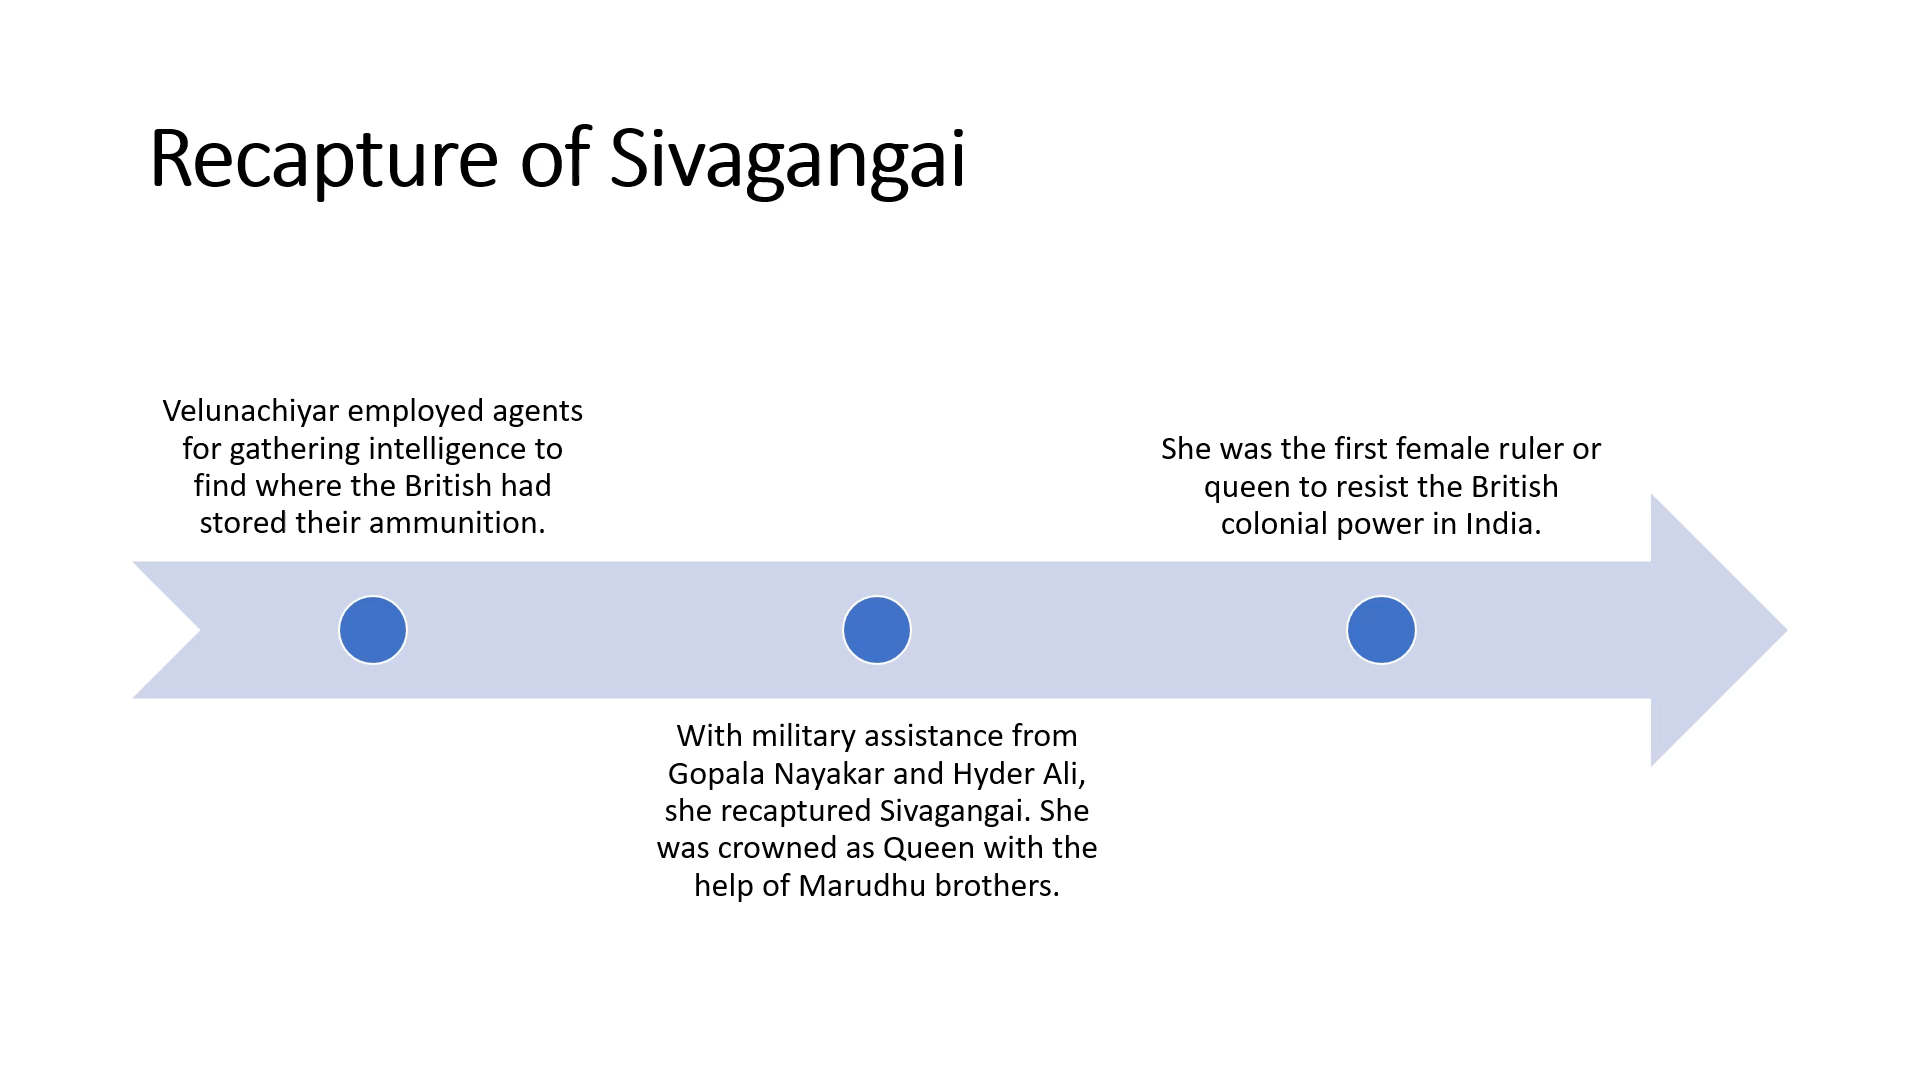 Recapture of Sivagangai
Velunachiyar employed agents
for gathering intelligence to
find where the British had
stored their ammunition.
With military assistance from
Gopala Nayakar and Hyder Ali,
she recaptured Sivagangai. She
was crowned as Queen with the
help of Marudhu brothers.
She was the first female ruler or
queen to resist the British
colonial power in India.